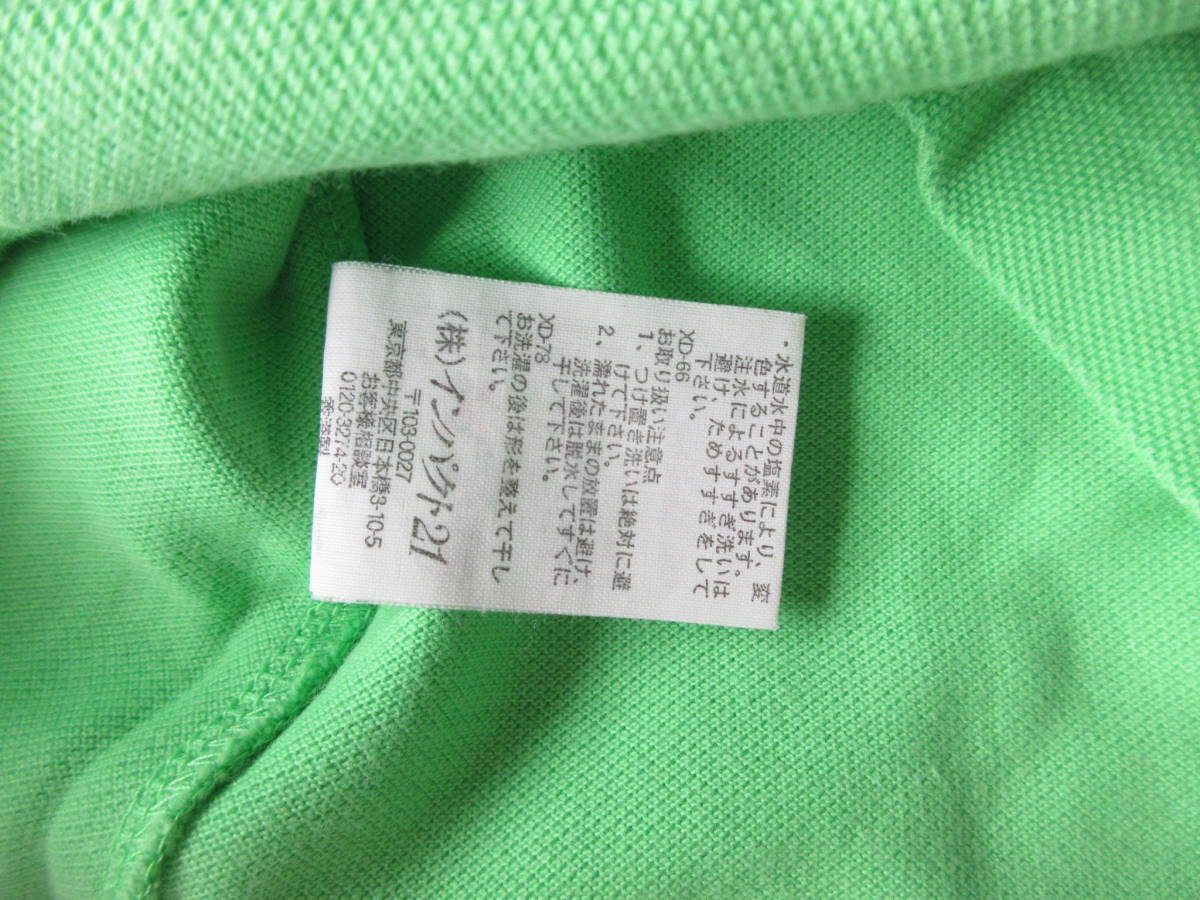 ・水道水中の塩素により、変
色することがあります。
注水によるすすぎ洗いは
避け、ためすすぎをして
下さい。
XD-66
お取り扱い注意点
1、つけ置き洗いは絶対に避
けて下さい。
2、濡れたままの放置は避け、
洗濯後は脱水してすぐに
干して下さい。
XD-78
お洗濯の後は形を整えて干し
て下さい。
(株)インパクト21
〒103-0027
東京都中央区日本橋3-10-5
お客様相談室
0120-3274-20